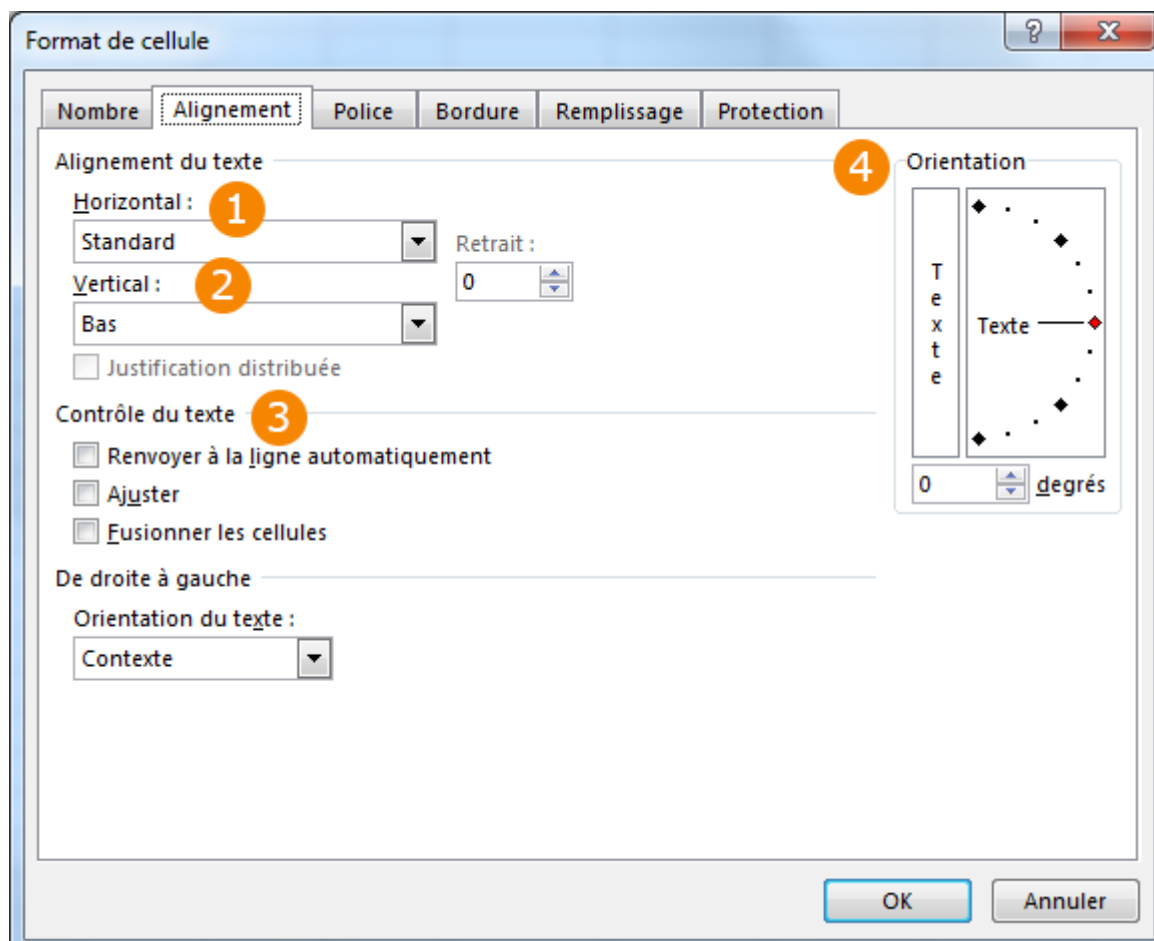 Format de cellule
?
Nombre Alignement Police Bordure Remplissage Protection
Alignement du texte
Horizontal : 1
Standard
Retrait :
0
Vertical : 2
Bas
Justification distribuée
Contrôle du texte 3
Renvoyer à la ligne automatiquement
Ajuster
Fusionner les cellules
De droite à gauche
Orientation du texte :
Contexte
4 Orientation
Texte
Texte
0 degrés
OK Annuler